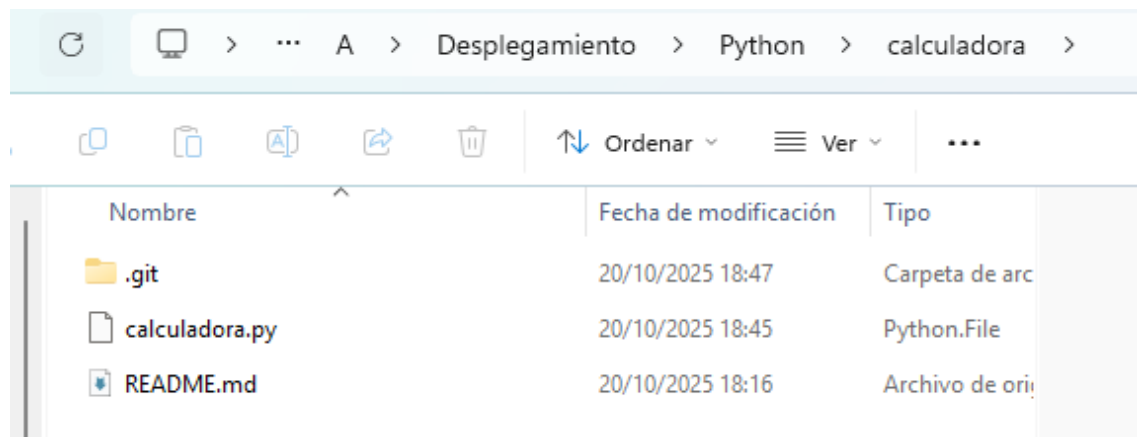 A > Desplegamiento > Python > calculadora >
Ordenar Ver
Nombre Fecha de modificación Tipo
.git 20/10/2025 18:47 Carpeta de arc
calculadora.py 20/10/2025 18:45 Python.File
README.md 20/10/2025 18:16 Archivo de ori